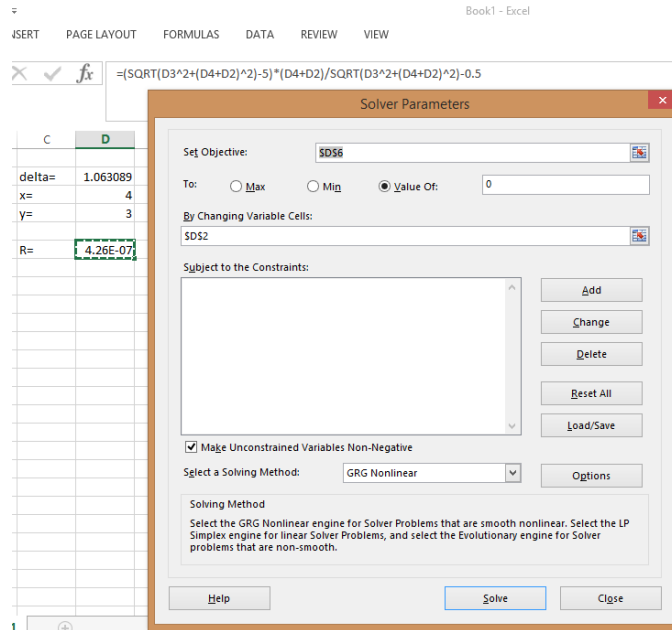 Book1 - Excel
PAGE LAYOUT FORMULAS DATA REVIEW VIEW
fx =(SQRT(D3^2+(D4+D2)^2)-5)*(D4+D2)/SQRT(D3^2+(D4+D2)^2)-0.5
Solver Parameters
C D
Set Objective: $D$6
delta= 1.063089
To: Max Min Value Of: 0
x= 4
y= 3
By Changing Variable Cells:
$D$2
R= 4.26E-07
Subject to the Constraints:
Add
Change
Delete
Reset All
Load/Save
Make Unconstrained Variables Non-Negative
Select a Solving Method: GRG Nonlinear Options
Solving Method
Select the GRG Nonlinear engine for Solver Problems that are smooth nonlinear. Select the LP
Simplex engine for linear Solver Problems, and select the Evolutionary engine for Solver
problems that are non-smooth.
Help Solve Close